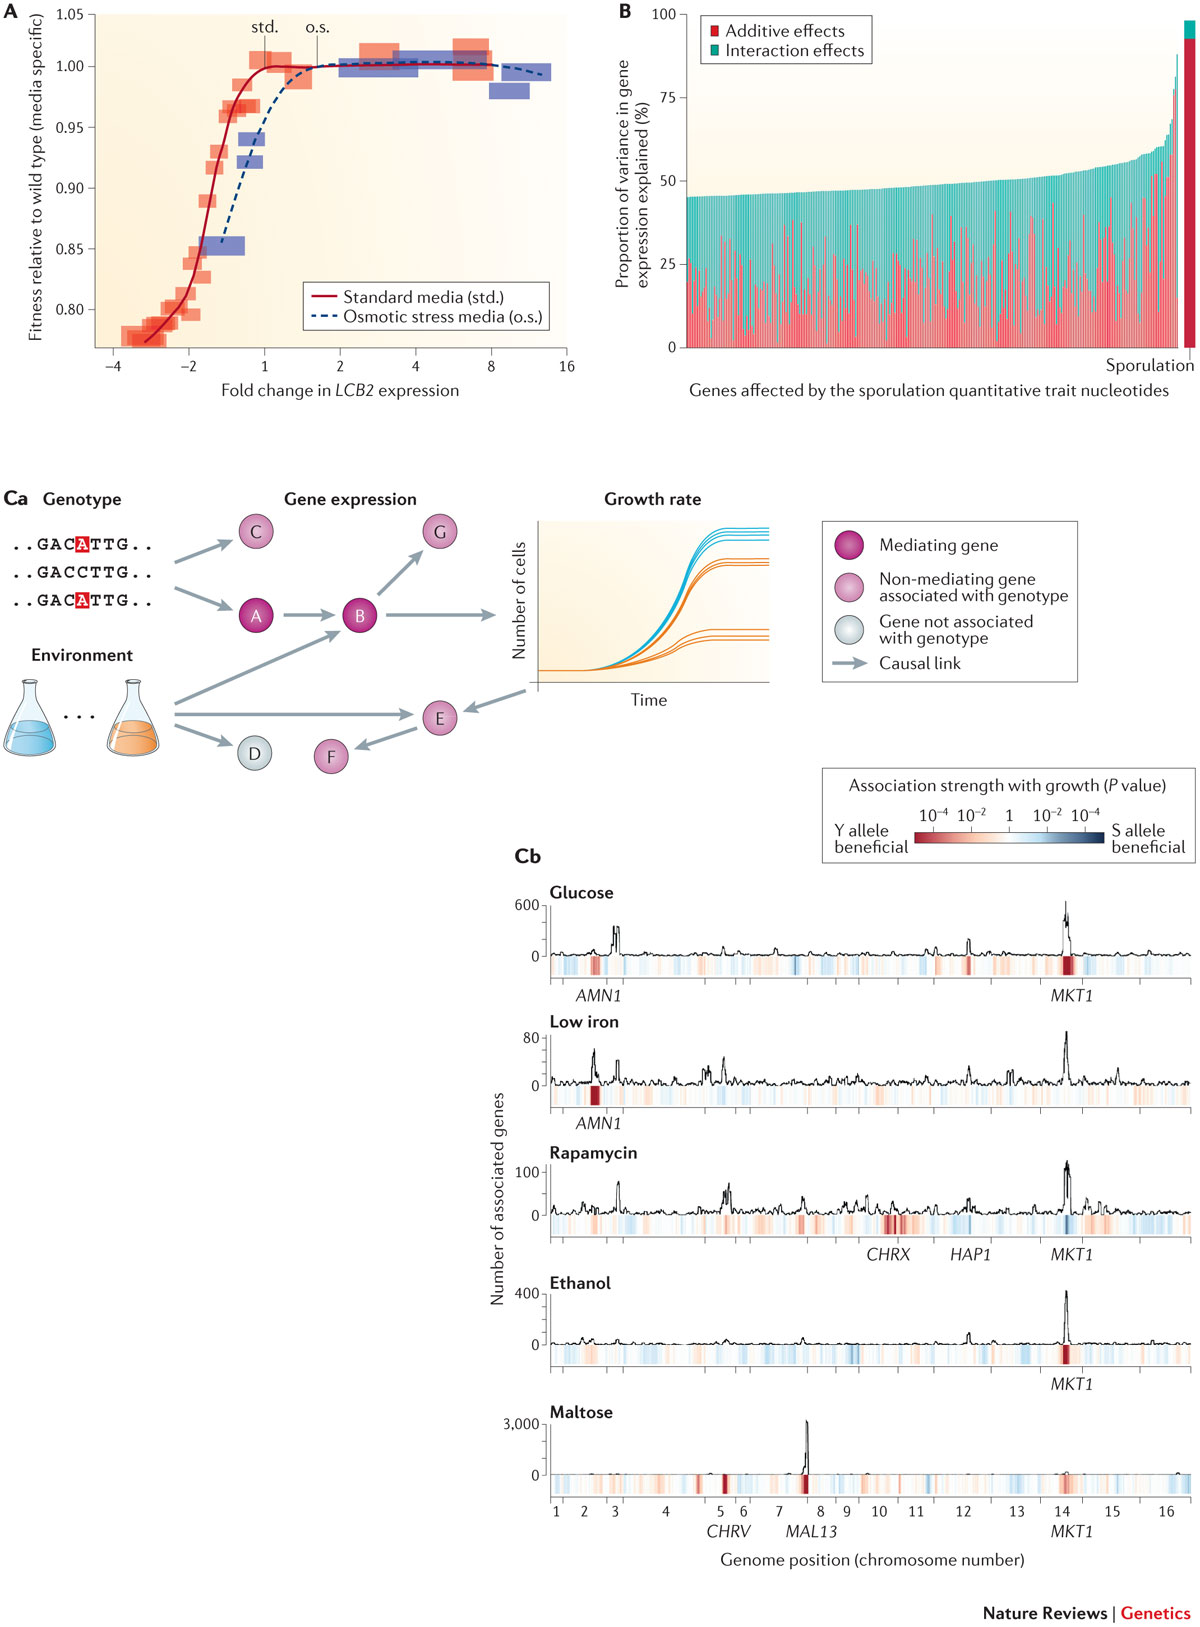 A
1.05
1.00
0.95
0.90
0.85
0.80
Fitness relative to wild type (media specific)
std.
o.s.
Standard media (std.)
Osmotic stress media (o.s.)
−4
−2
1
2
4
8
16
Fold change in LCB2 expression
B
100
75
50
25
0
Proportion of variance in gene
expression explained (%)
Additive effects
Interaction effects
Sporulation
Genes affected by the sporulation quantitative trait nucleotides
Ca
Genotype
Gene expression
Growth rate
. . GACATTG . .
. . GACCTTG . .
. . GACATTG . .
Environment
. . .
C
A
B
G
D
E
F
Number of cells
Time
Mediating gene
Non-mediating gene
associated with genotype
Gene not associated
with genotype
Causal link
Association strength with growth (P value)
10−4 10−2 1 10−2 10−4
Y allele
beneficial
S allele
beneficial
Cb
Number of associated genes
Glucose
600
0
AMN1
MKT1
Low iron
80
0
AMN1
Rapamycin
100
0
CHRX
HAP1
MKT1
Ethanol
400
0
MKT1
Maltose
3,000
0
1 2 3 4 5 6 7 8 9 10 11 12 13 14 15 16
CHRV
MAL13
MKT1
Genome position (chromosome number)
Nature Reviews | Genetics